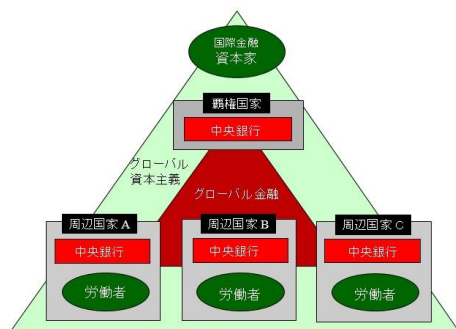 国際金融
資本家
覇権国家
中央銀行
グローバル
資本主義
グローバル金融
周辺国家A
周辺国家B
周辺国家C
中央銀行
中央銀行
中央銀行
労働者
労働者
労働者